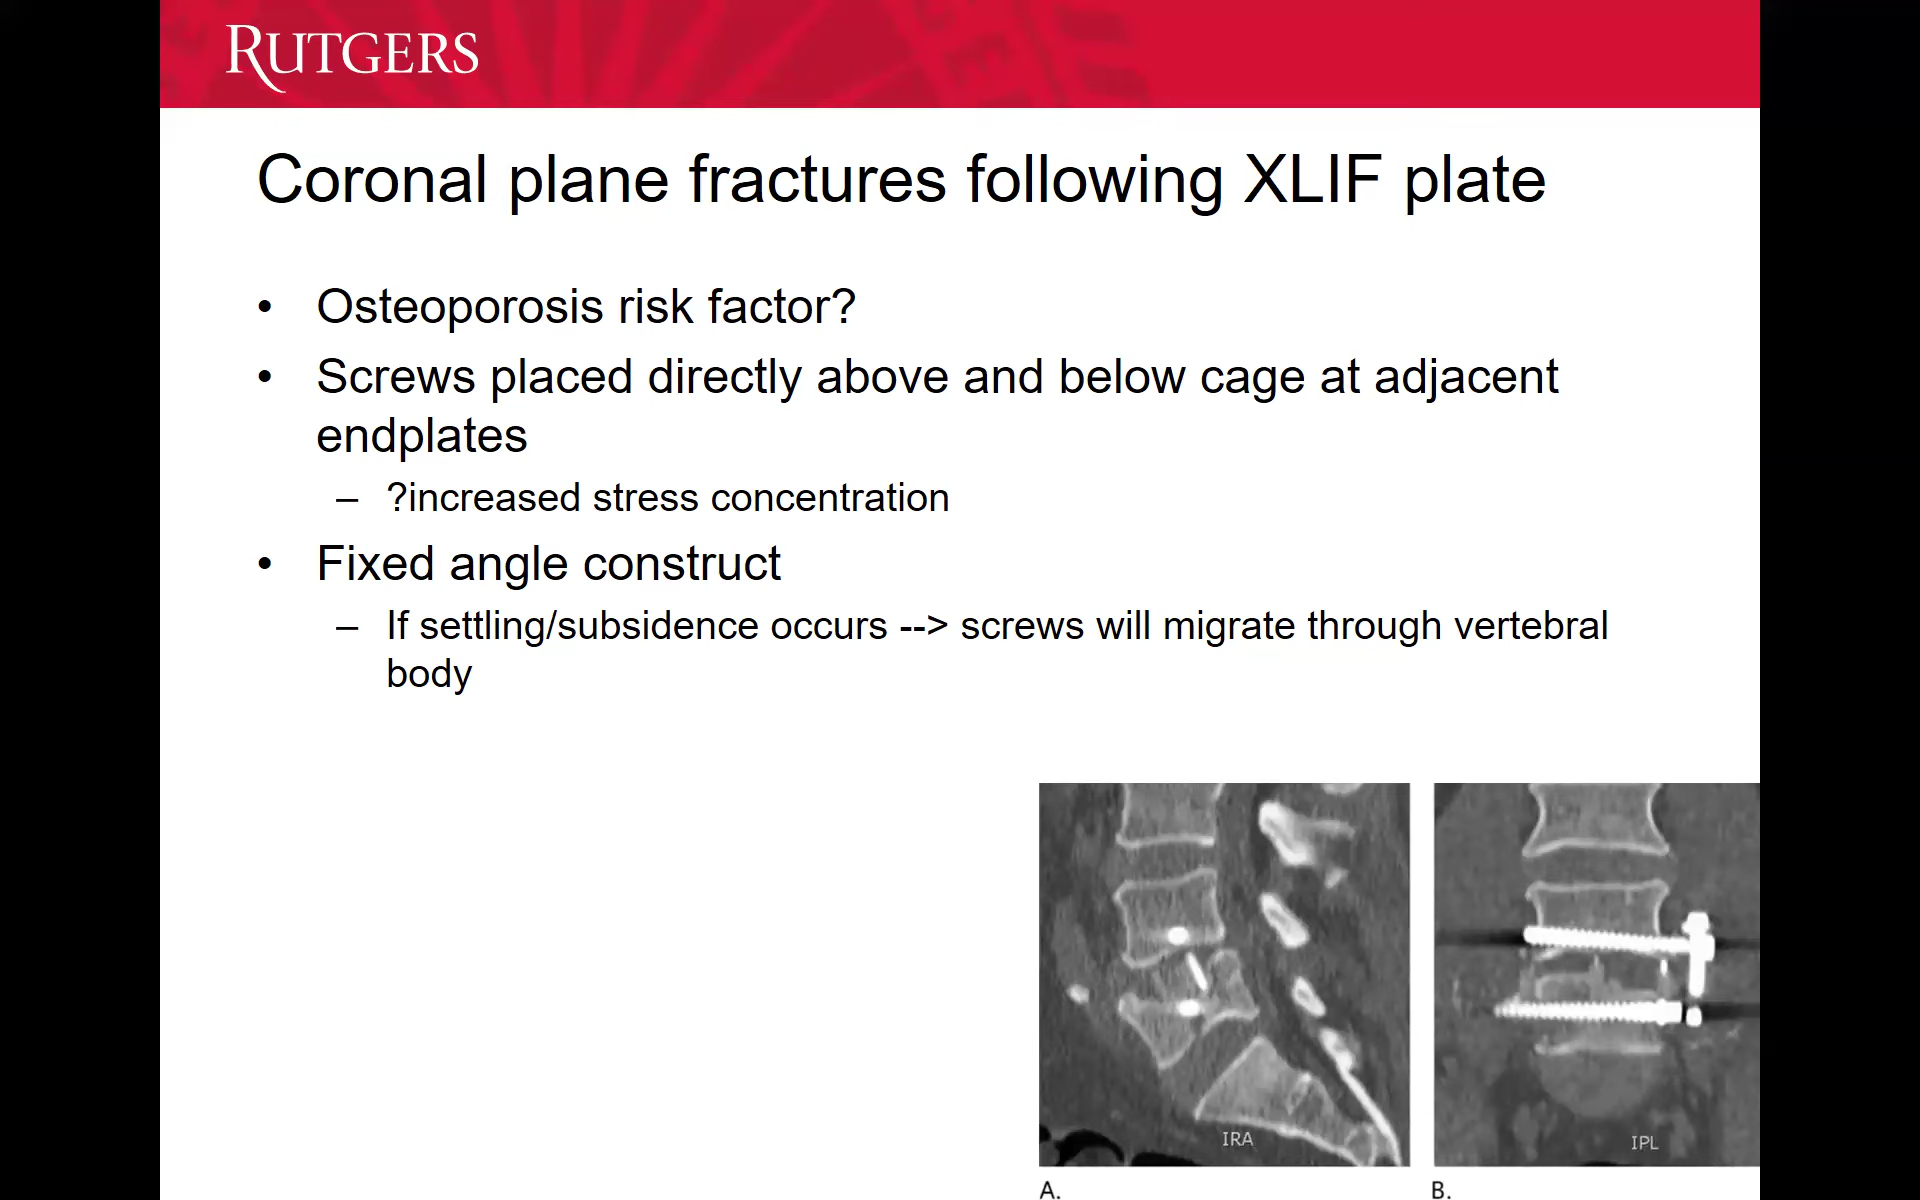 RUTGERS
Coronal plane fractures following XLIF plate
• Osteoporosis risk factor?
• Screws placed directly above and below cage at adjacent
endplates
– ?increased stress concentration
• Fixed angle construct
– If settling/subsidence occurs --> screws will migrate through vertebral
body
IRA
IPL
A.
B.